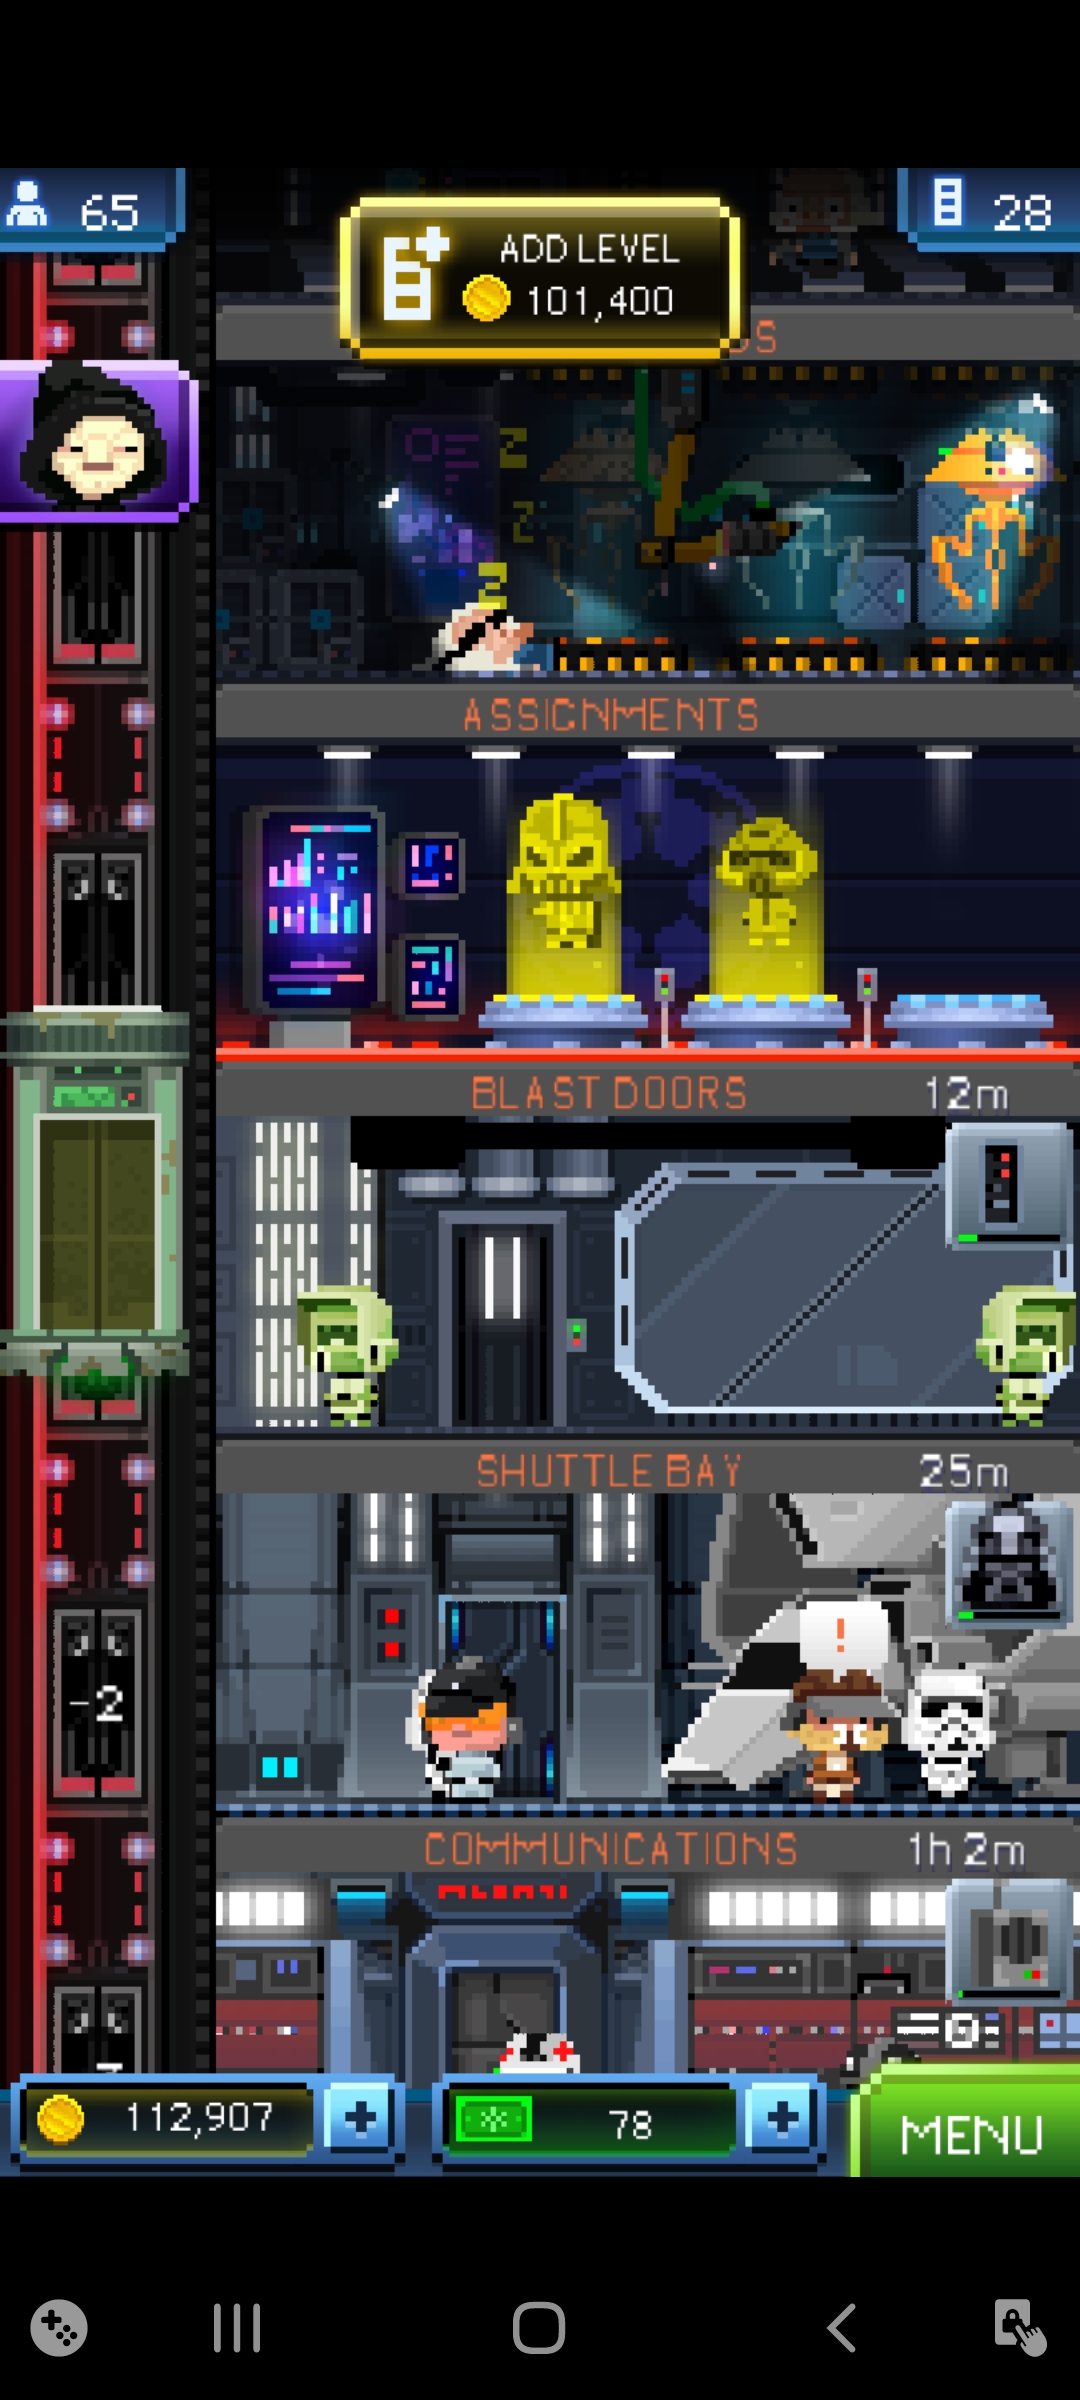 65
28
ADD LEVEL
101,400
DS
Z
Z
Z
ASSIGNMENTS
BLAST DOORS 12m
SHUTTLE BAY 25m
!
-2
COMMUNICATIONS 1h 2m
112,907
78
MENU